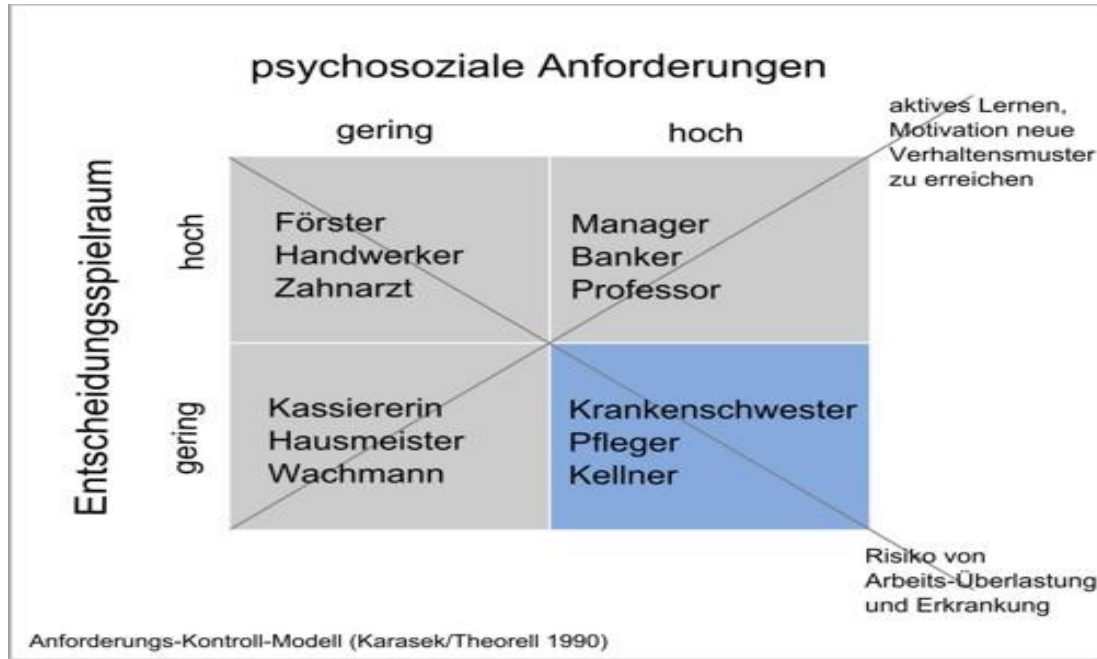 psychosoziale Anforderungen
gering
hoch
aktives Lernen,
Motivation neue
Verhaltensmuster
zu erreichen
Entscheidungsspielraum
hoch
Förster
Handwerker
Zahnarzt
Manager
Banker
Professor
gering
Kassiererin
Hausmeister
Wachmann
Krankenschwester
Pfleger
Kellner
Risiko von
Arbeits-Überlastung
und Erkrankung
Anforderungs-Kontroll-Modell (Karasek/Theorell 1990)